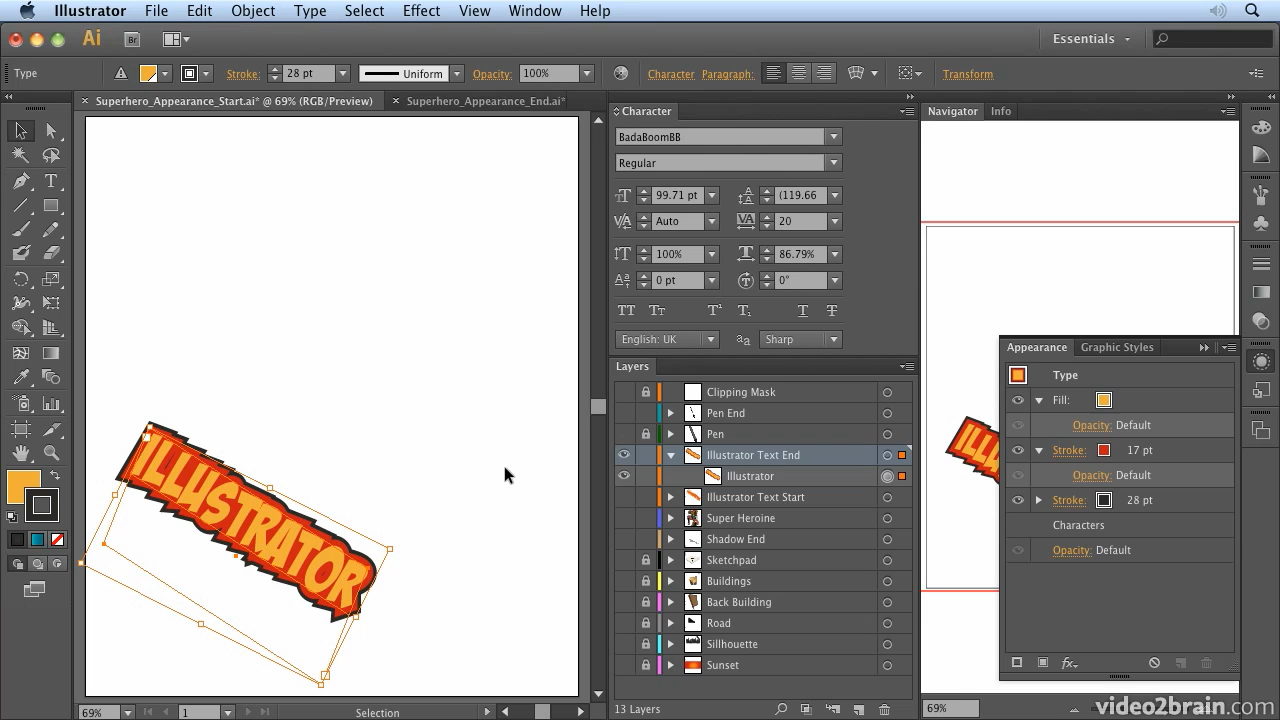 Illustrator File Edit Object Type Select Effect View Window Help
Ai Br Essentials
Type Stroke: 28 pt Uniform Opacity: 100% Character Paragraph: Transform
Superhero_Appearance_Start.ai* @ 69% (RGB/Preview) Superhero_Appearance_End.ai*
Character
BadaBoomBB
Regular
99.71 pt (119.66
Auto 20
100% 86.79%
0 pt 0°
English: UK Sharp
Layers
Clipping Mask
Pen End
Pen
Illustrator Text End
Illustrator
Illustrator Text Start
Super Heroine
Shadow End
Sketchpad
Buildings
Back Building
Road
Sillhouette
Sunset
13 Layers
Navigator Info
Appearance Graphic Styles
Type
Fill:
Opacity: Default
Stroke: 17 pt
Opacity: Default
Stroke: 28 pt
Characters
Opacity: Default
ILLUSTRATOR
69% 1 Selection
69%
video2brain.com